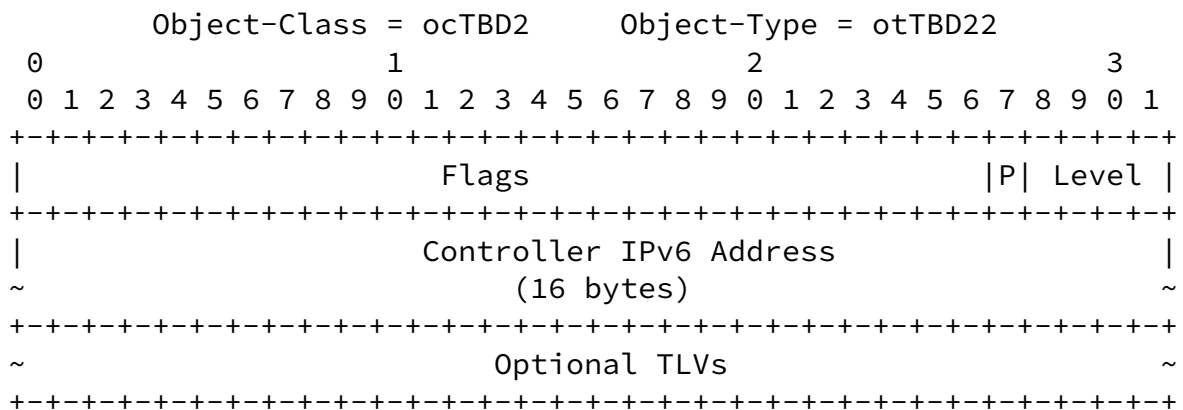 Object-Class = ocTBD2     Object-Type = otTBD22
 0                   1                   2                   3
 0 1 2 3 4 5 6 7 8 9 0 1 2 3 4 5 6 7 8 9 0 1 2 3 4 5 6 7 8 9 0 1
+-+-+-+-+-+-+-+-+-+-+-+-+-+-+-+-+-+-+-+-+-+-+-+-+-+-+-+-+-+-+-+-+
|                       Flags                         |P| Level |
+-+-+-+-+-+-+-+-+-+-+-+-+-+-+-+-+-+-+-+-+-+-+-+-+-+-+-+-+-+-+-+-+
|                      Controller IPv6 Address                  |
~                           (16 bytes)                          ~
+-+-+-+-+-+-+-+-+-+-+-+-+-+-+-+-+-+-+-+-+-+-+-+-+-+-+-+-+-+-+-+-+
~                          Optional TLVs                        ~
+-+-+-+-+-+-+-+-+-+-+-+-+-+-+-+-+-+-+-+-+-+-+-+-+-+-+-+-+-+-+-+-+